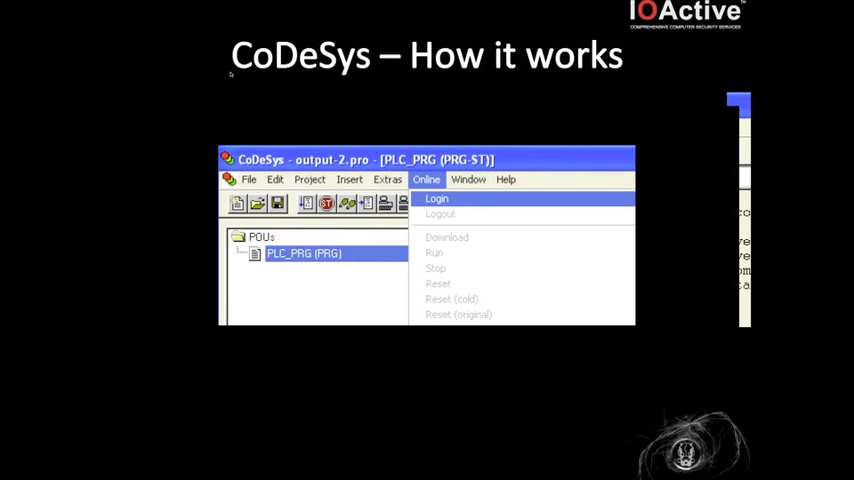 IOActive™
COMPREHENSIVE COMPUTER SECURITY SERVICES
CoDeSys – How it works
CoDeSys - output-2.pro - [PLC_PRG (PRG-ST)]
File Edit Project Insert Extras Online Window Help
Login
Logout
POUs
Download
PLC_PRG (PRG)
Run
Stop
Reset
Reset (cold)
Reset (original)